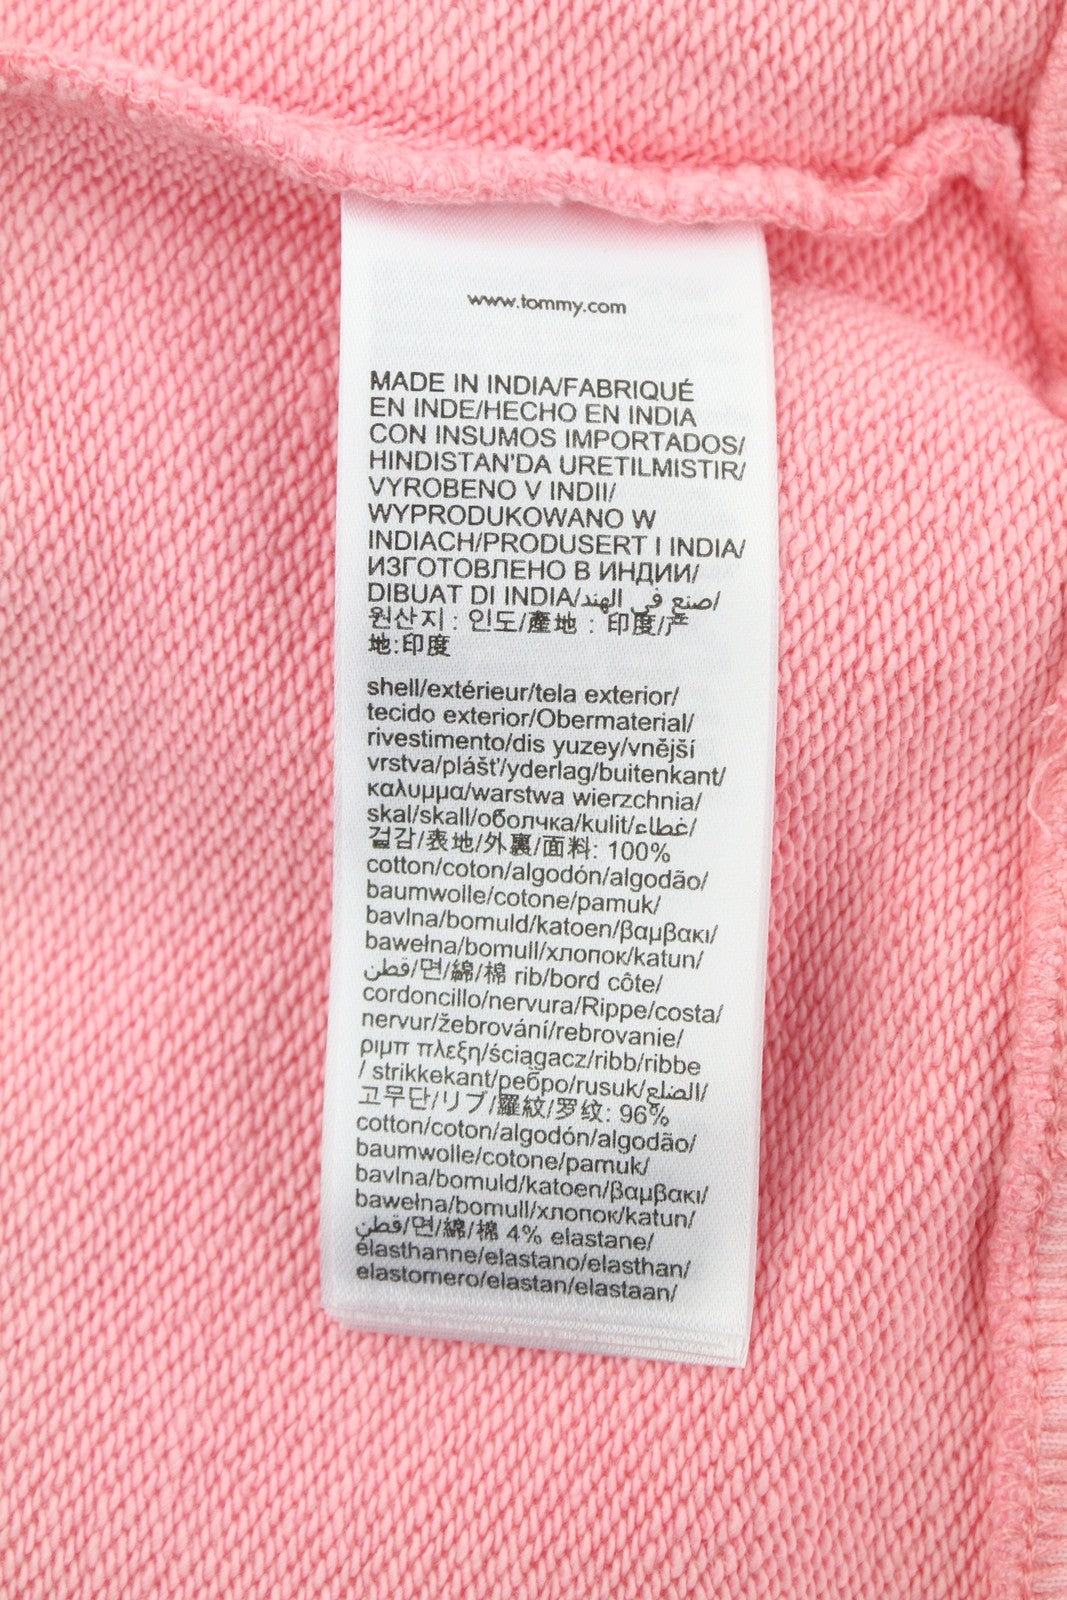 www.tommy.com
MADE IN INDIA/FABRIQUÉ
EN INDE/HECHO EN INDIA
CON INSUMOS IMPORTADOS/
HINDISTAN'DA URETILMISTIR/
VYROBENO V INDII/
WYPRODUKOWANO W
INDIACH/PRODUSERT I INDIA/
ИЗГОТОВЛЕНО В ИНДИИ/
DIBUAT DI INDIA/صنع في الهند/
원산지 : 인도/產地 : 印度/产
地:印度
shell/extérieur/tela exterior/
tecido exterior/Obermaterial/
rivestimento/dis yuzey/vnější
vrstva/plášť/yderlag/buitenkant/
καλυμμα/warstwa wierzchnia/
skal/skall/оболчка/kulit/غطاء/
겉감/表地/外裏/面料: 100%
cotton/coton/algodón/algodão/
baumwolle/cotone/pamuk/
bavlna/bomuld/katoen/βαμβακι/
bawełna/bomull/хлопок/katun/
قطن/면/綿/棉 rib/bord côte/
cordoncillo/nervura/Rippe/costa/
nervur/žebrování/rebrovanie/
ριμπ πλεξη/ściągacz/ribb/ribbe
/ strikkekant/ребро/rusuk/الضلع/
고무단/リブ/羅紋/罗纹: 96%
cotton/coton/algodón/algodão/
baumwolle/cotone/pamuk/
bavlna/bomuld/katoen/βαμβακι/
bawełna/bomull/хлопок/katun/
قطن/면/綿/棉 4% elastane/
élasthanne/elastano/elasthan/
elastomero/elastan/elastaan/